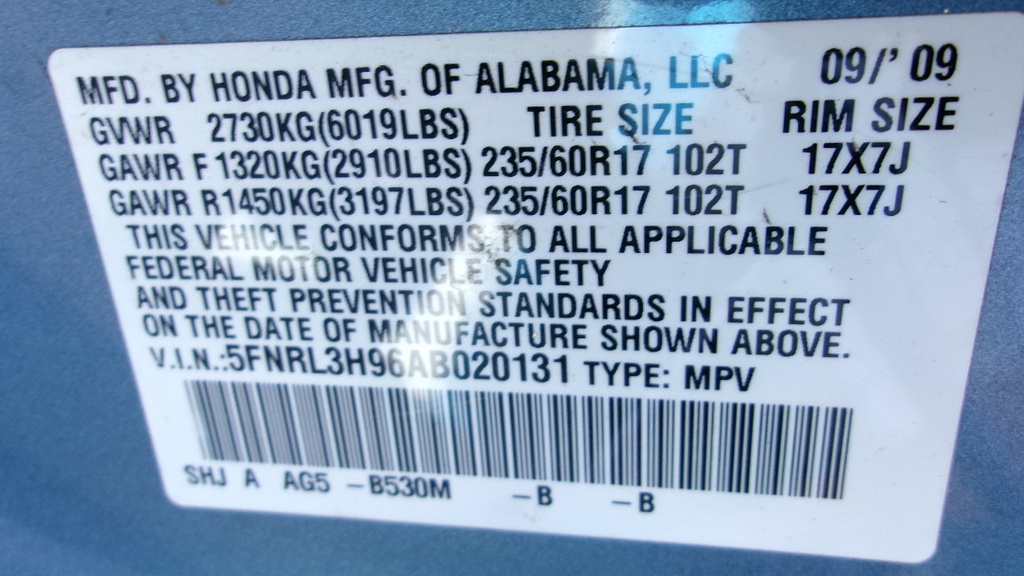 MFD. BY HONDA MFG. OF ALABAMA, LLC 09/'09
GVWR 2730KG(6019LBS) TIRE SIZE RIM SIZE
GAWR F 1320KG(2910LBS) 235/60R17 102T 17X7J
GAWR R1450KG(3197LBS) 235/60R17 102T 17X7J
THIS VEHICLE CONFORMS TO ALL APPLICABLE
FEDERAL MOTOR VEHICLE SAFETY
AND THEFT PREVENTION STANDARDS IN EFFECT
ON THE DATE OF MANUFACTURE SHOWN ABOVE.
V.I.N.:5FNRL3H96AB020131 TYPE: MPV
SHJ A AG5 -B530M -B -B